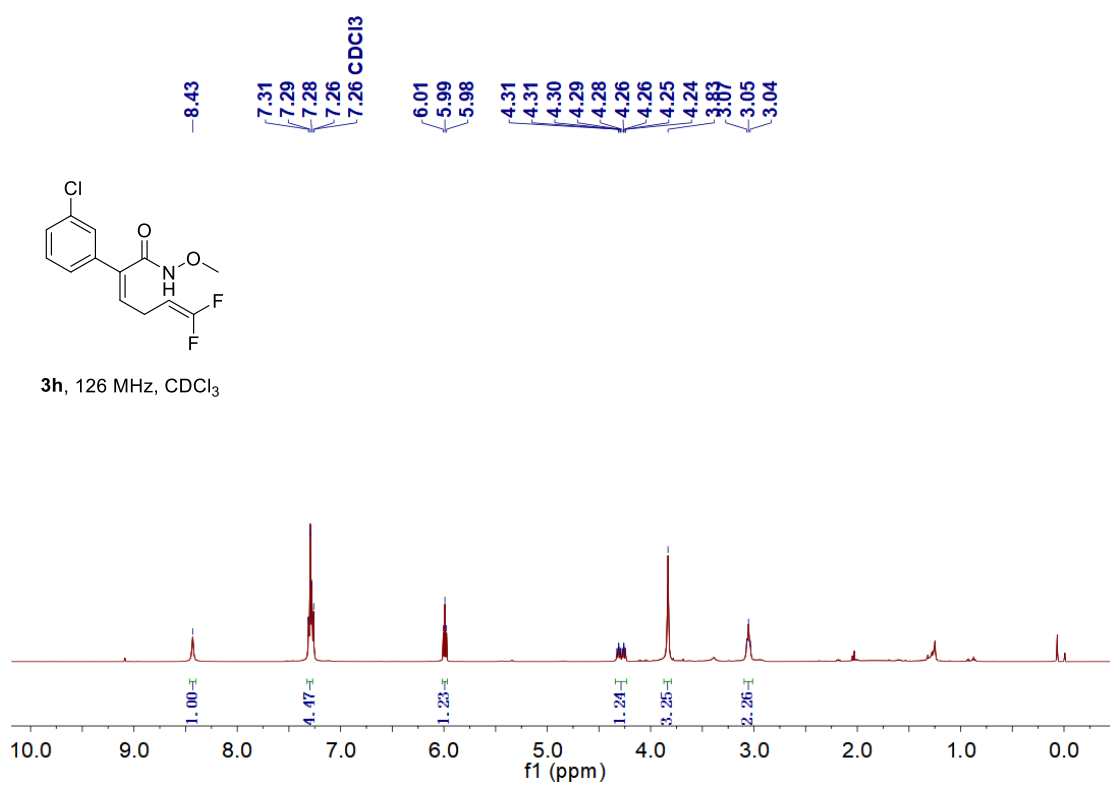 8.43
7.31
7.29
7.28
7.26
7.26 CDCl3
6.01
5.99
5.98
4.31
4.31
4.30
4.29
4.28
4.26
4.26
4.25
4.24
3.83
3.07
3.05
3.04
Cl
O
N
H
O
F
F
3h, 126 MHz, CDCl₃
1.00
4.47
1.23
1.24
3.25
2.26
10.0 9.0 8.0 7.0 6.0 5.0 4.0 3.0 2.0 1.0 0.0
f1 (ppm)